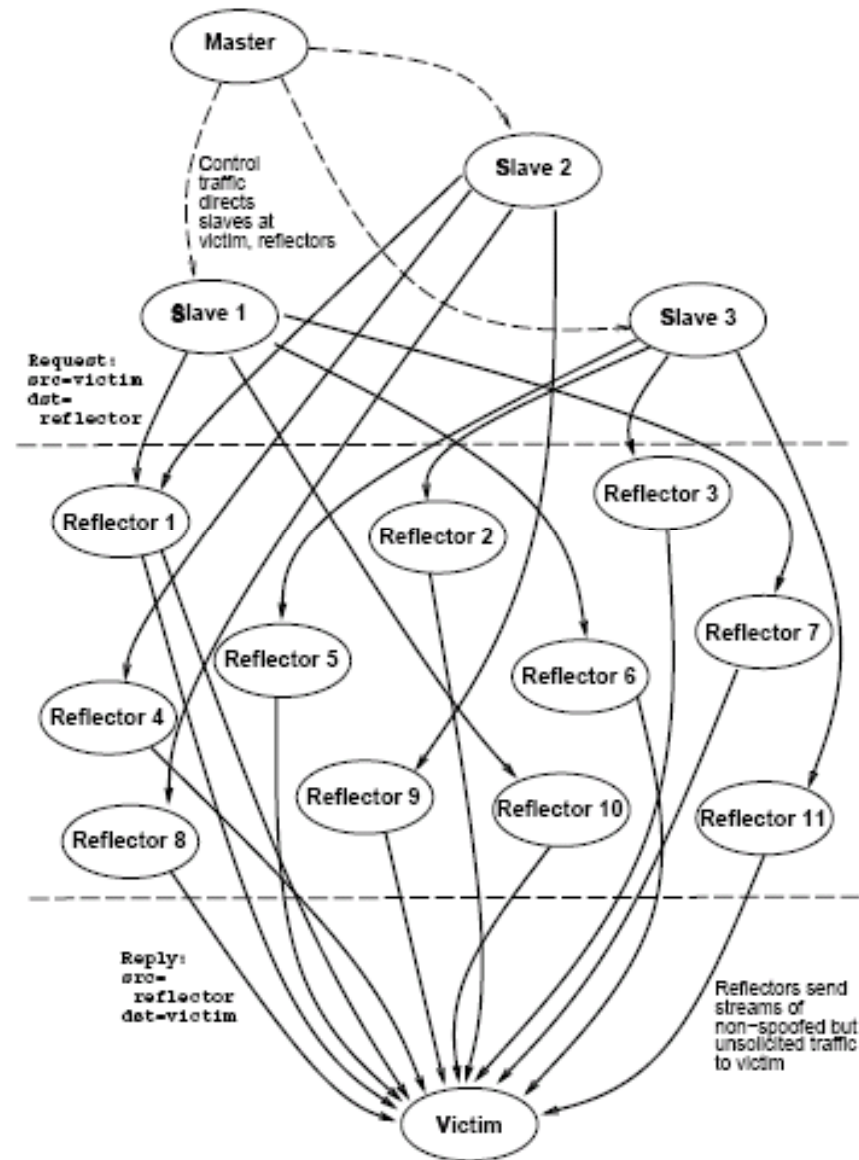 Master
Slave 2
Control
traffic
directs
slaves at
victim, reflectors
Slave 1
Slave 3
Request:
src=victim
dst=
reflector
Reflector 3
Reflector 1
Reflector 2
Reflector 7
Reflector 5
Reflector 6
Reflector 4
Reflector 9
Reflector 10
Reflector 11
Reflector 8
Reply:
src=
reflector
dst=victim
Reflectors send
streams of
non-spoofed but
unsolicited traffic
to victim
Victim